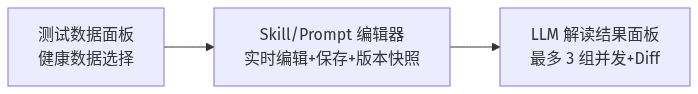 测试数据面板
健康数据选择
Skill/Prompt 编辑器
实时编辑+保存+版本快照
LLM 解读结果面板
最多 3 组并发+Diff